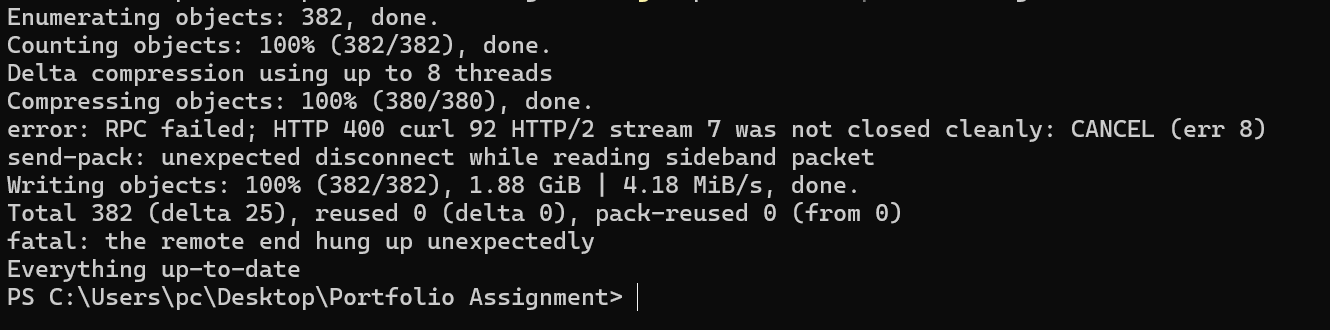 Enumerating objects: 382, done.
Counting objects: 100% (382/382), done.
Delta compression using up to 8 threads
Compressing objects: 100% (380/380), done.
error: RPC failed; HTTP 400 curl 92 HTTP/2 stream 7 was not closed cleanly: CANCEL (err 8)
send-pack: unexpected disconnect while reading sideband packet
Writing objects: 100% (382/382), 1.88 GiB | 4.18 MiB/s, done.
Total 382 (delta 25), reused 0 (delta 0), pack-reused 0 (from 0)
fatal: the remote end hung up unexpectedly
Everything up-to-date
PS C:\Users\pc\Desktop\Portfolio Assignment>